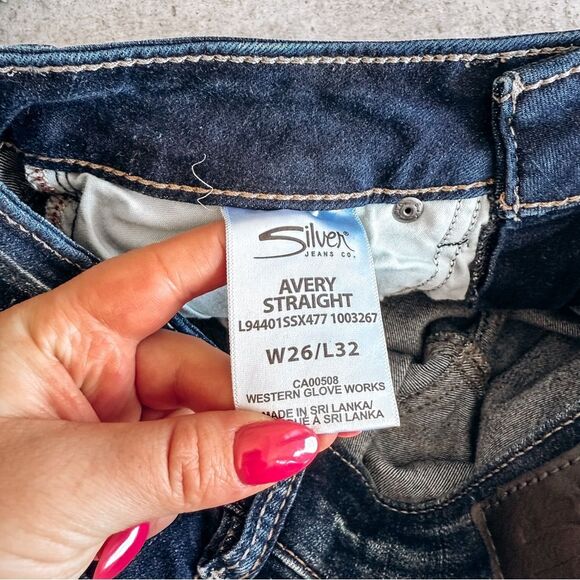 Silver®
JEANS CO.
AVERY
STRAIGHT
L94401SSX477 1003267
W26/L32
CA00508
WESTERN GLOVE WORKS
MADE IN SRI LANKA/
À SRI LANKA